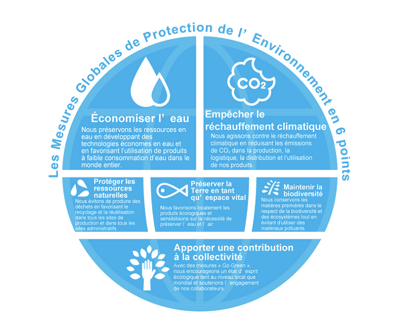 Les Mesures Globales de Protection de l' Environnement en 6 points
Économiser l' eau
Nous préservons les ressources en
eau en développant des
technologies économes en eau et
en favorisant l'utilisation de produits
à faible consommation d'eau dans le
monde entier.
CO2
Empêcher le
réchauffement climatique
Nous agissons contre le réchauffement
climatique en réduisant les émissions
de CO2 dans la production, la
logistique, la distribution et l'utilisation
de nos produits.
Protéger les
ressources
naturelles
Nous évitons de produire des
déchets en favorisant le
recyclage et la réutilisation
dans tous les sites de
production et dans tous les
sites administratifs
Préserver la
Terre en tant
qu' espace vital
Nous favorisons localement les
produits écologiques et
sensibilisons sur la nécessité de
préserver l' eau et l' air
Maintenir la
biodiversité
Nous conservons les
matières premières dans le
respect de la biodiversité et
des écosystèmes tout en
évitant d'utiliser des
matériaux polluants.
Apporter une contribution
à la collectivité
Avec des mesures « Go Green »,
nous encourageons un état d' esprit
écologique tant au niveau local que
mondial et soutenons l' engagement
de nos collaborateurs.